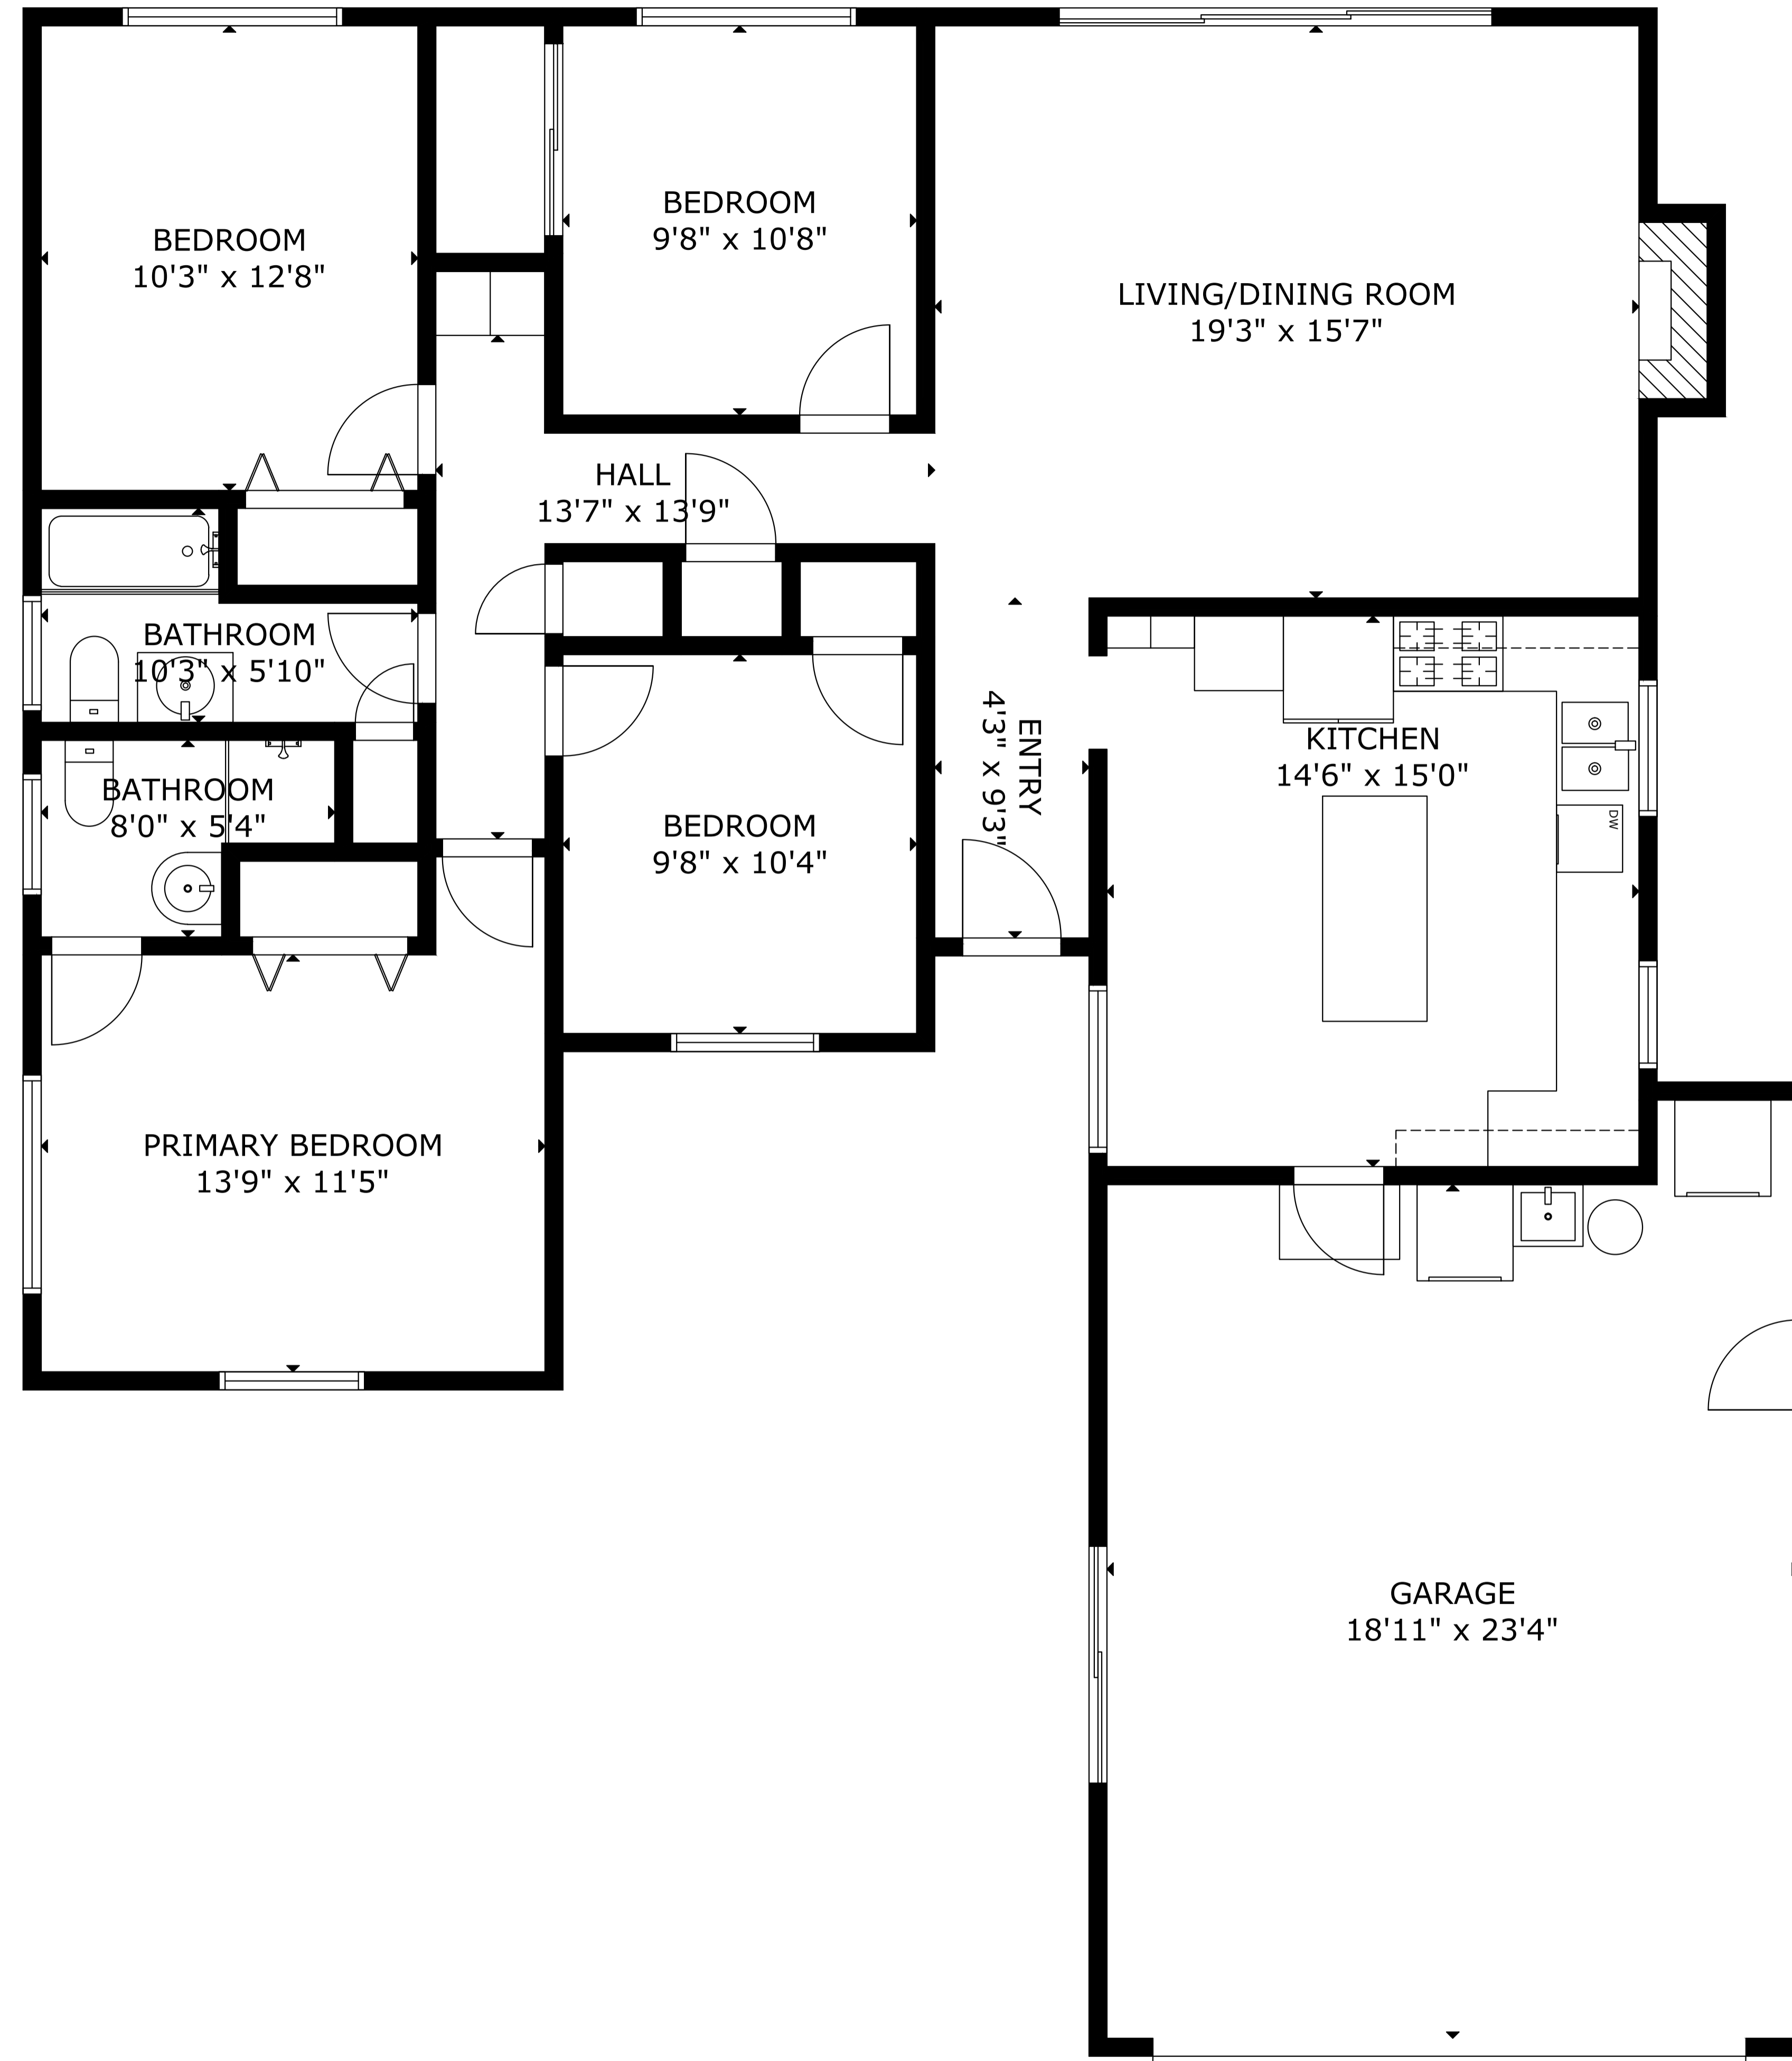 BEDROOM
9'8" x 10'8"
BEDROOM
10'3" x 12'8"
LIVING/DINING ROOM
19'3" x 15'7"
HALL
13'7" x 13'9"
BATHROOM
10'3" x 5'10"
ENTRY
4'3" x 9'3"
KITCHEN
14'6" x 15'0"
DW
BATHROOM
8'0" x 5'4"
BEDROOM
9'8" x 10'4"
PRIMARY BEDROOM
13'9" x 11'5"
GARAGE
18'11" x 23'4"